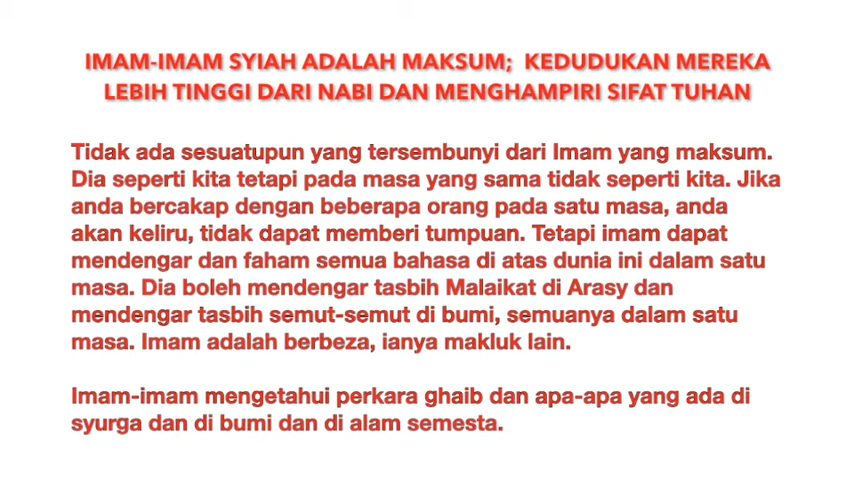 IMAM-IMAM SYIAH ADALAH MAKSUM; KEDUDUKAN MEREKA
LEBIH TINGGI DARI NABI DAN MENGHAMPIRI SIFAT TUHAN
Tidak ada sesuatupun yang tersembunyi dari Imam yang maksum.
Dia seperti kita tetapi pada masa yang sama tidak seperti kita. Jika
anda bercakap dengan beberapa orang pada satu masa, anda
akan keliru, tidak dapat memberi tumpuan. Tetapi imam dapat
mendengar dan faham semua bahasa di atas dunia ini dalam satu
masa. Dia boleh mendengar tasbih Malaikat di Arasy dan
mendengar tasbih semut-semut di bumi, semuanya dalam satu
masa. Imam adalah berbeza, ianya makluk lain.
Imam-imam mengetahui perkara ghaib dan apa-apa yang ada di
syurga dan di bumi dan di alam semesta.